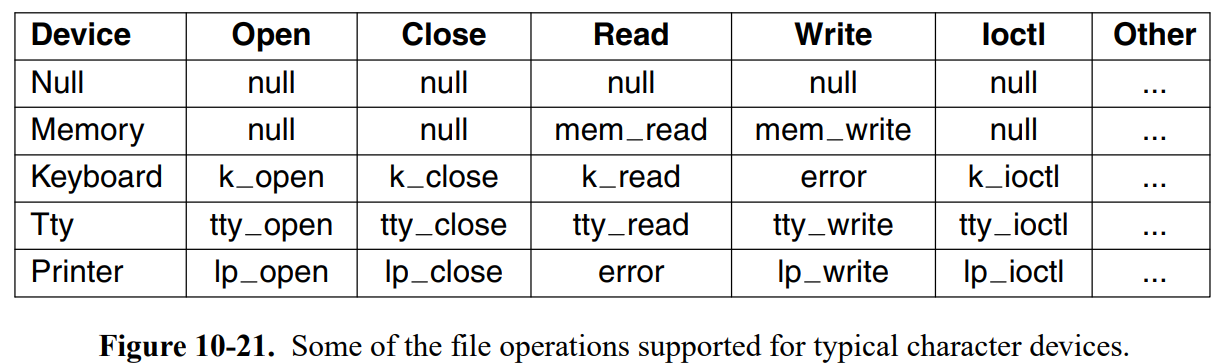 Device Open Close Read Write Ioctl Other
Null null null null null null ...
Memory null null mem_read mem_write null ...
Keyboard k_open k_close k_read error k_ioctl ...
Tty tty_open tty_close tty_read tty_write tty_ioctl ...
Printer lp_open lp_close error lp_write lp_ioctl ...
Figure 10-21. Some of the file operations supported for typical character devices.